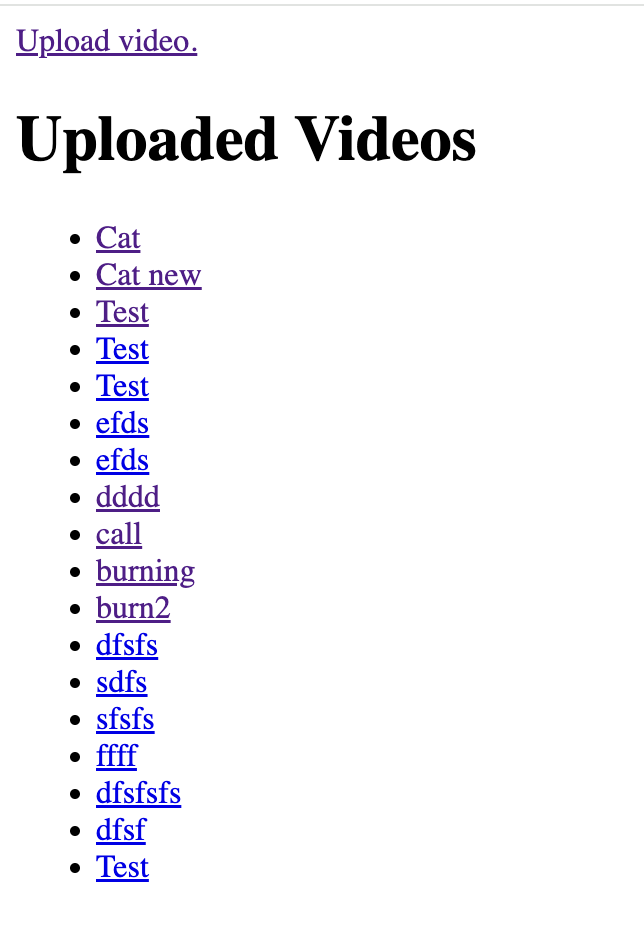 Upload video.
Uploaded Videos
Cat
Cat new
Test
Test
Test
efds
efds
dddd
call
burning
burn2
dfsfs
sdfs
sfsfs
ffff
dfsfsfs
dfsf
Test